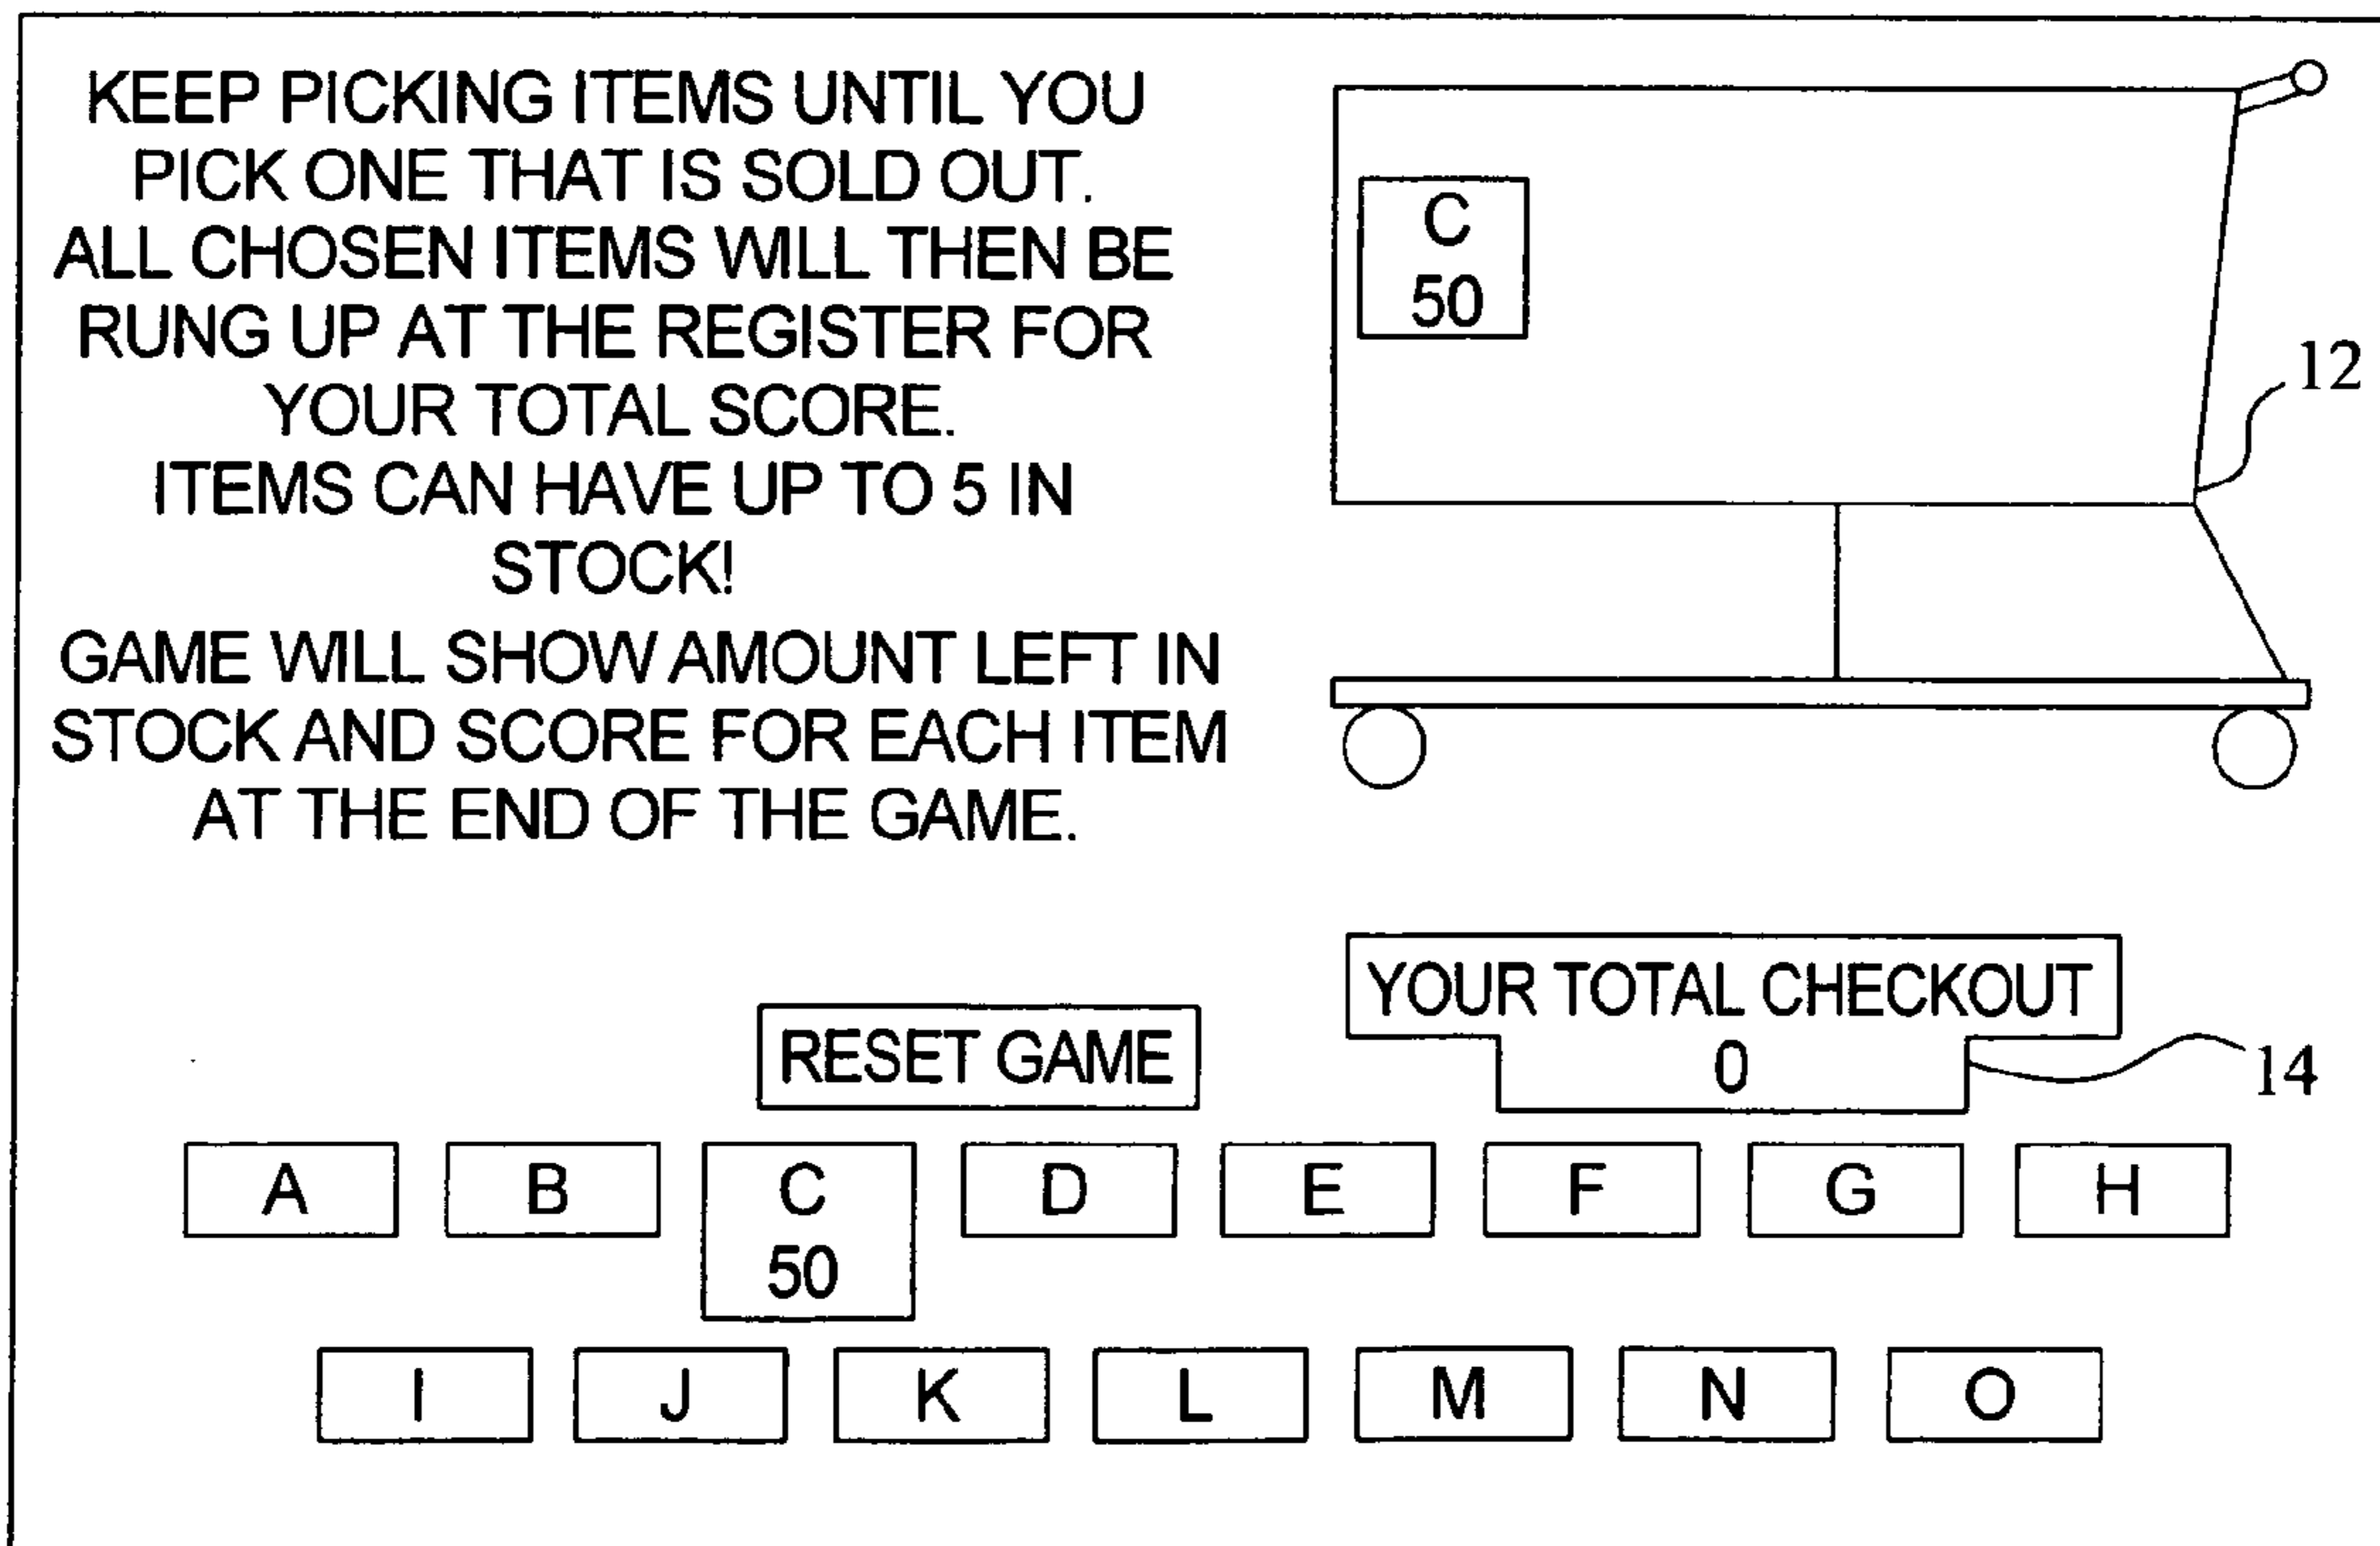 KEEP PICKING ITEMS UNTIL YOU
PICK ONE THAT IS SOLD OUT.
ALL CHOSEN ITEMS WILL THEN BE
RUNG UP AT THE REGISTER FOR
YOUR TOTAL SCORE.
ITEMS CAN HAVE UP TO 5 IN
STOCK!
GAME WILL SHOW AMOUNT LEFT IN
STOCK AND SCORE FOR EACH ITEM
AT THE END OF THE GAME.
C
50
12
YOUR TOTAL CHECKOUT
0
14
RESET GAME
A B C D E F G H
50
I J K L M N O